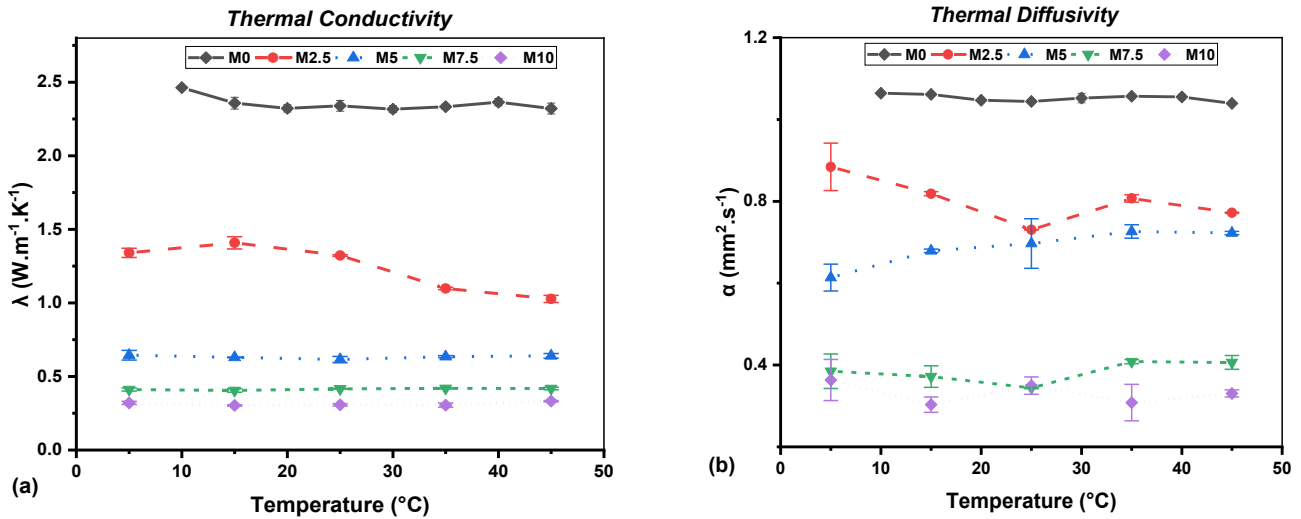 Thermal Conductivity
M0 M2.5 M5 M7.5 M10
2.5
2.0
1.5
1.0
0.5
0.0
λ (W.m⁻¹.K⁻¹)
0 10 20 30 40 50
Temperature (°C)
(a)
Thermal Diffusivity
1.2
M0 M2.5 M5 M7.5 M10
0.8
0.4
α (mm².s⁻¹)
0 10 20 30 40 50
Temperature (°C)
(b)